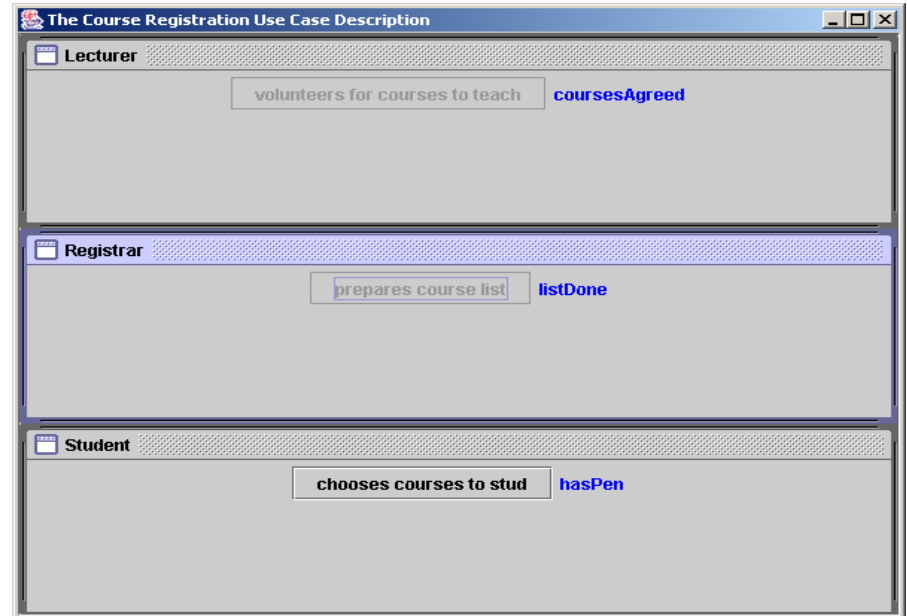 The Course Registration Use Case Description
Lecturer
volunteers for courses to teach coursesAgreed
Registrar
prepares course list listDone
Student
chooses courses to stud hasPen